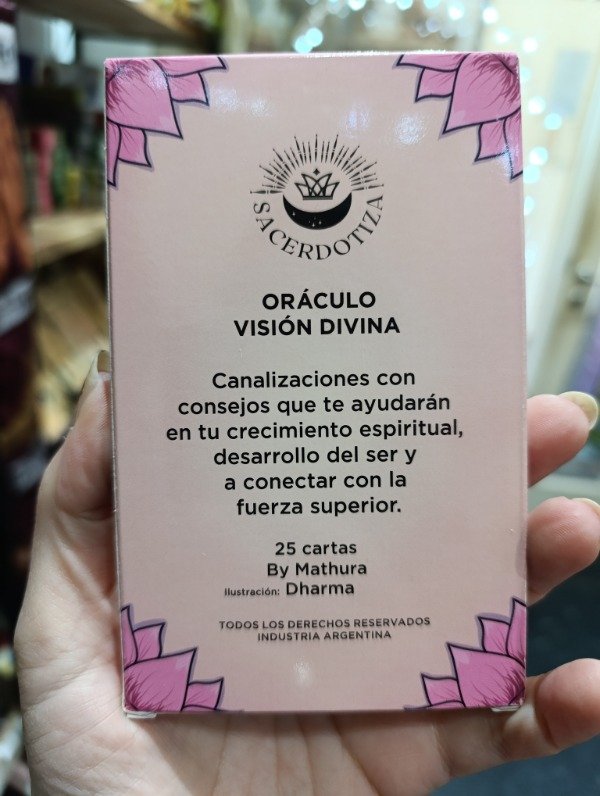 SACERDOTIZA
ORÁCULO
VISIÓN DIVINA
Canalizaciones con
consejos que te ayudarán
en tu crecimiento espiritual,
desarrollo del ser y
a conectar con la
fuerza superior.
25 cartas
By Mathura
Ilustración: Dharma
TODOS LOS DERECHOS RESERVADOS
INDUSTRIA ARGENTINA